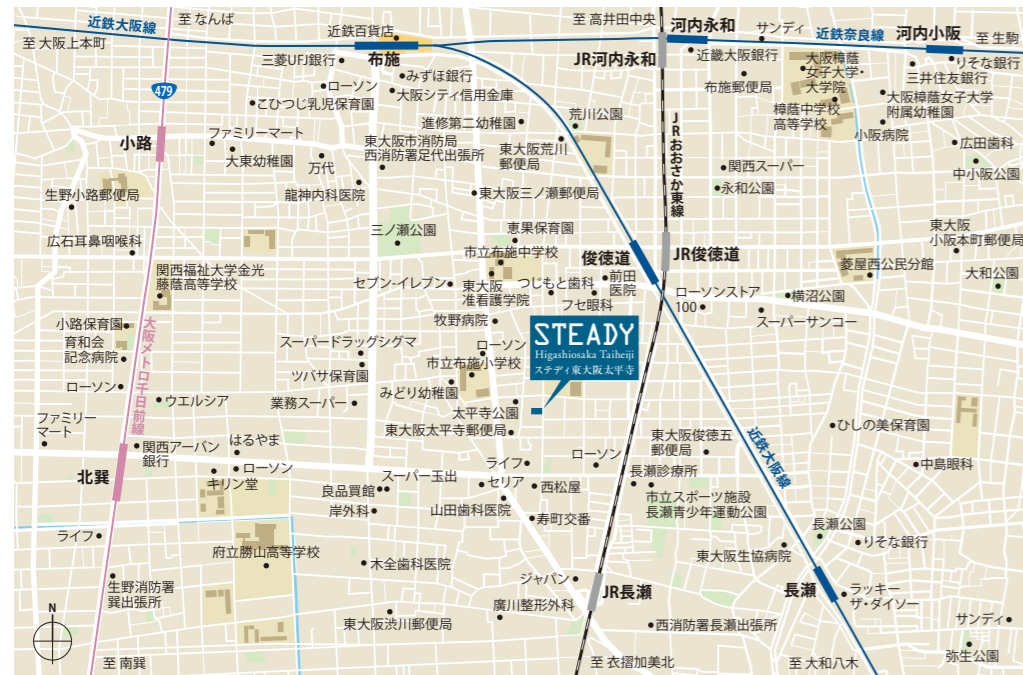 至 なんば
至 高井田中央
近鉄大阪線
近鉄百貨店
河内永和
サンディ
近鉄奈良線
河内小阪
至 生駒
至 大阪上本町
布施
三菱UFJ銀行
JR河内永和
近畿大阪銀行
大阪樟蔭
女子大学・
大学院
りそな銀行
三井住友銀行
みずほ銀行
479
ローソン
大阪シティ信用金庫
布施郵便局
大阪樟蔭女子大学
附属幼稚園
こひつじ乳児保育園
荒川公園
樟蔭中学校
高等学校
進修第二幼稚園
小阪病院
小路
ファミリーマート
東大阪市消防局
西消防署足代出張所
東大阪荒川
郵便局
JRおおさか東線
広田歯科
大東幼稚園
万代
関西スーパー
中小阪公園
龍神内科医院
東大阪三ノ瀬郵便局
永和公園
生野小路郵便局
三ノ瀬公園
恵果保育園
東大阪
小阪本町郵便局
広石耳鼻咽喉科
市立布施中学校
俊徳道
JR俊徳道
菱屋西公民分館
関西福祉大学金光
藤蔭高等学校
セブン-イレブン
東大阪
准看護学院
つじもと歯科
前田
医院
大和公園
フセ眼科
ローソンストア
100
横沼公園
小路保育園
牧野病院
スーパーサンコー
育和会
記念病院
大阪メトロ千日前線
スーパードラッグシグマ
ローソン
STEADY
Higashiosaka Taiheiji
ステディ東大阪太平寺
市立布施小学校
ツバサ保育園
ローソン
ウエルシア
業務スーパー
みどり幼稚園
太平寺公園
ファミリー
マート
東大阪太平寺郵便局
東大阪俊徳五
郵便局
近鉄大阪線
ひしの美保育園
関西アーバン
銀行
はるやま
北巽
ローソン
キリン堂
スーパー玉出
ライフ
ローソン
中島眼科
良品買館
セリア
西松屋
長瀬診療所
岸外科
山田歯科医院
市立スポーツ施設
長瀬青少年運動公園
寿町交番
ライフ
長瀬公園
府立勝山高等学校
東大阪生協病院
りそな銀行
木全歯科医院
生野消防署
巽出張所
ジャパン
JR長瀬
長瀬
ラッキー
ザ・ダイソー
N
廣川整形外科
東大阪渋川郵便局
西消防署長瀬出張所
サンディ
至 南巽
至 衣摺加美北
至 大和八木
弥生公園